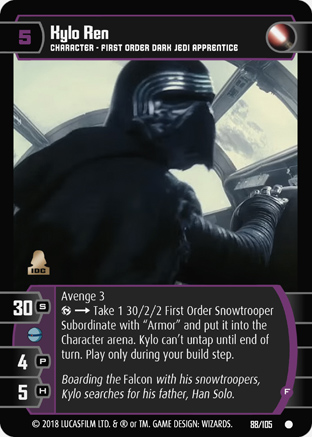 5 Kylo Ren
CHARACTER - FIRST ORDER DARK JEDI APPRENTICE
IDC
30 S
4 P
5 H
Avenge 3
→ Take 1 30/2/2 First Order Snowtrooper
Subordinate with "Armor" and put it into the
Character arena. Kylo can't untap until end of
turn. Play only during your build step.
Boarding the Falcon with his snowtroopers,
Kylo searches for his father, Han Solo.
F
© 2018 LUCASFILM LTD. & ® or TM. GAME DESIGN: WIZARDS. 88/105